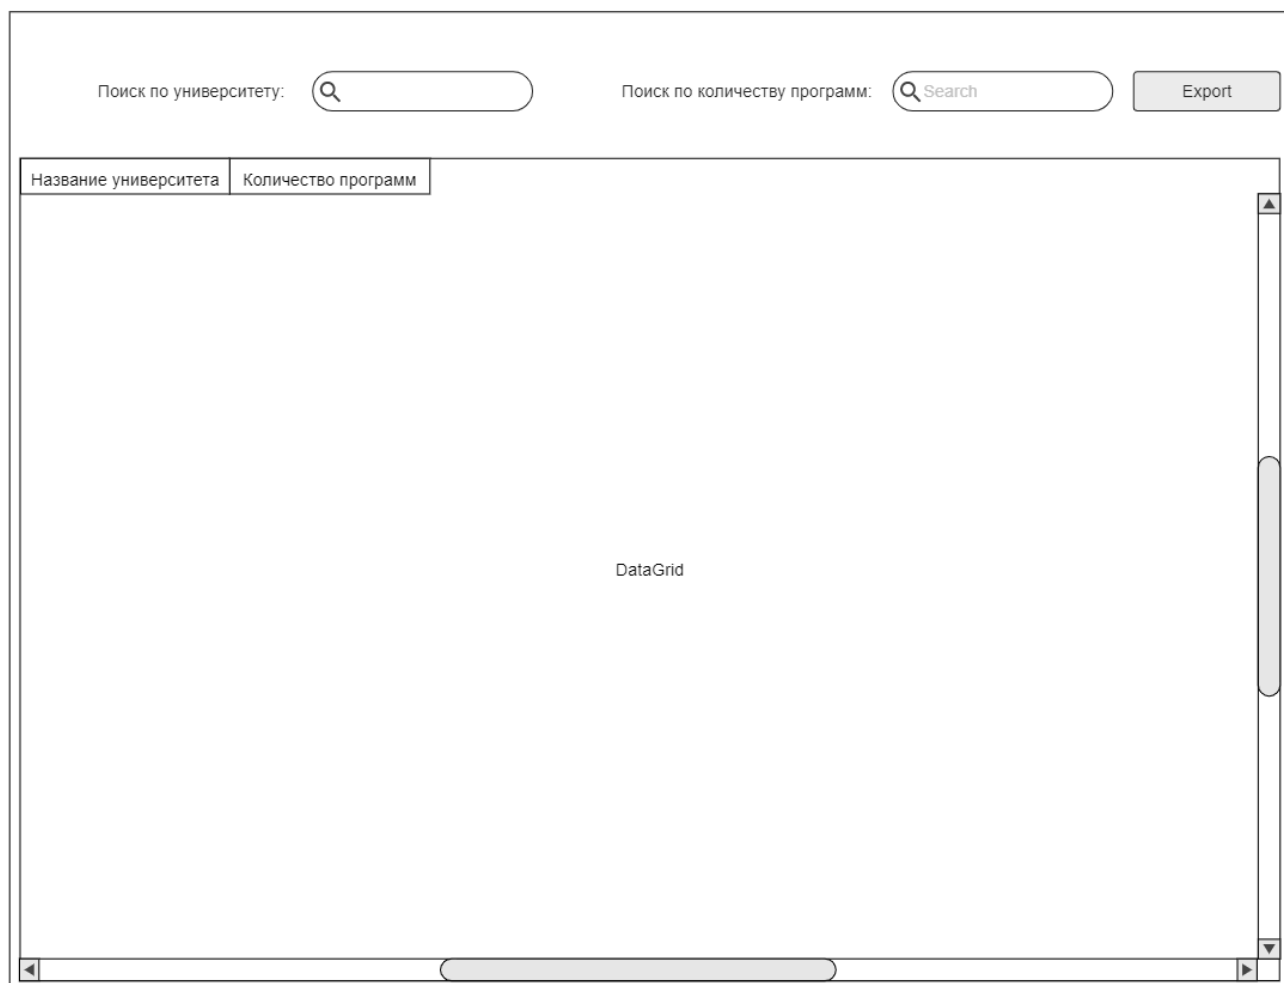 Поиск по университету:
Поиск по количеству программ:
Search
Export
Название университета
Количество программ
DataGrid